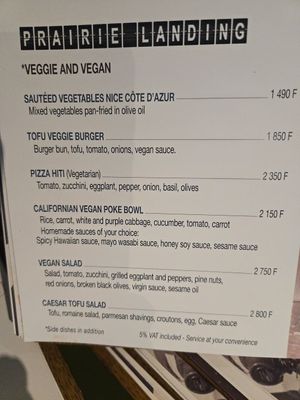 PRAIRIE LANDING
*VEGGIE AND VEGAN
SAUTÉED VEGETABLES NICE CÔTE D'AZUR 1 490 F
Mixed vegetables pan-fried in olive oil
TOFU VEGGIE BURGER 1 850 F
Burger bun, tofu, tomato, onions, vegan sauce.
PIZZA HITI (Vegetarian) 2 350 F
Tomato, zucchini, eggplant, pepper, onion, basil, olives
CALIFORNIAN VEGAN POKE BOWL 2 150 F
Rice, carrot, white and purple cabbage, cucumber, tomato, carrot
Homemade sauces of your choice:
Spicy Hawaiian sauce, mayo wasabi sauce, honey soy sauce, sesame sauce
VEGAN SALAD 2 750 F
Salad, tomato, zucchini, grilled eggplant and peppers, pine nuts,
red onions, broken black olives, virgin sauce, sesame oil
CAESAR TOFU SALAD 2 800 F
Tofu, romaine salad, parmesan shavings, croutons, egg, Caesar sauce
*Side dishes in addition 5% VAT included - Service at your convenience